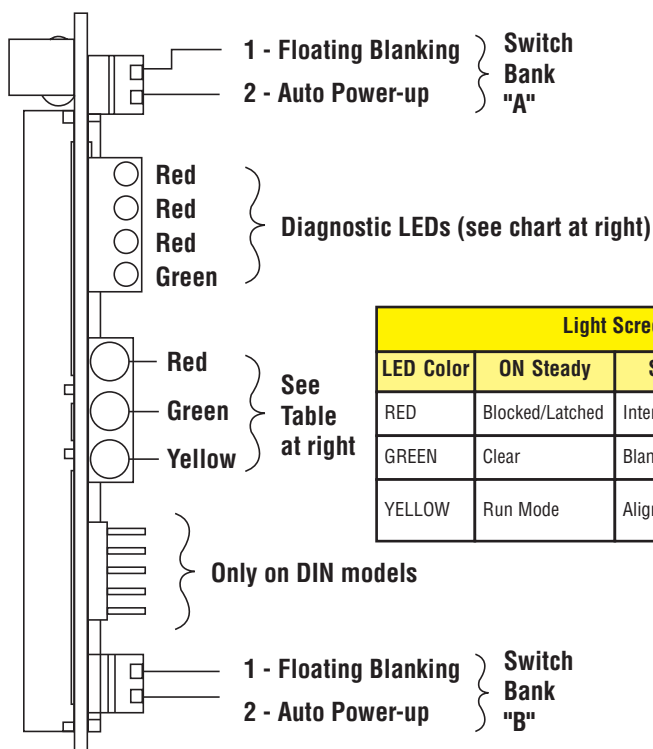 1 - Floating Blanking
2 - Auto Power-up
Switch
Bank
"A"
Red
Red
Red
Green
Diagnostic LEDs (see chart at right)
Red
Green
Yellow
See
Table
at right
Light Scree
LED Color ON Steady S
RED Blocked/Latched Inter
GREEN Clear Blan
YELLOW Run Mode Align
Only on DIN models
1 - Floating Blanking
2 - Auto Power-up
Switch
Bank
"B"